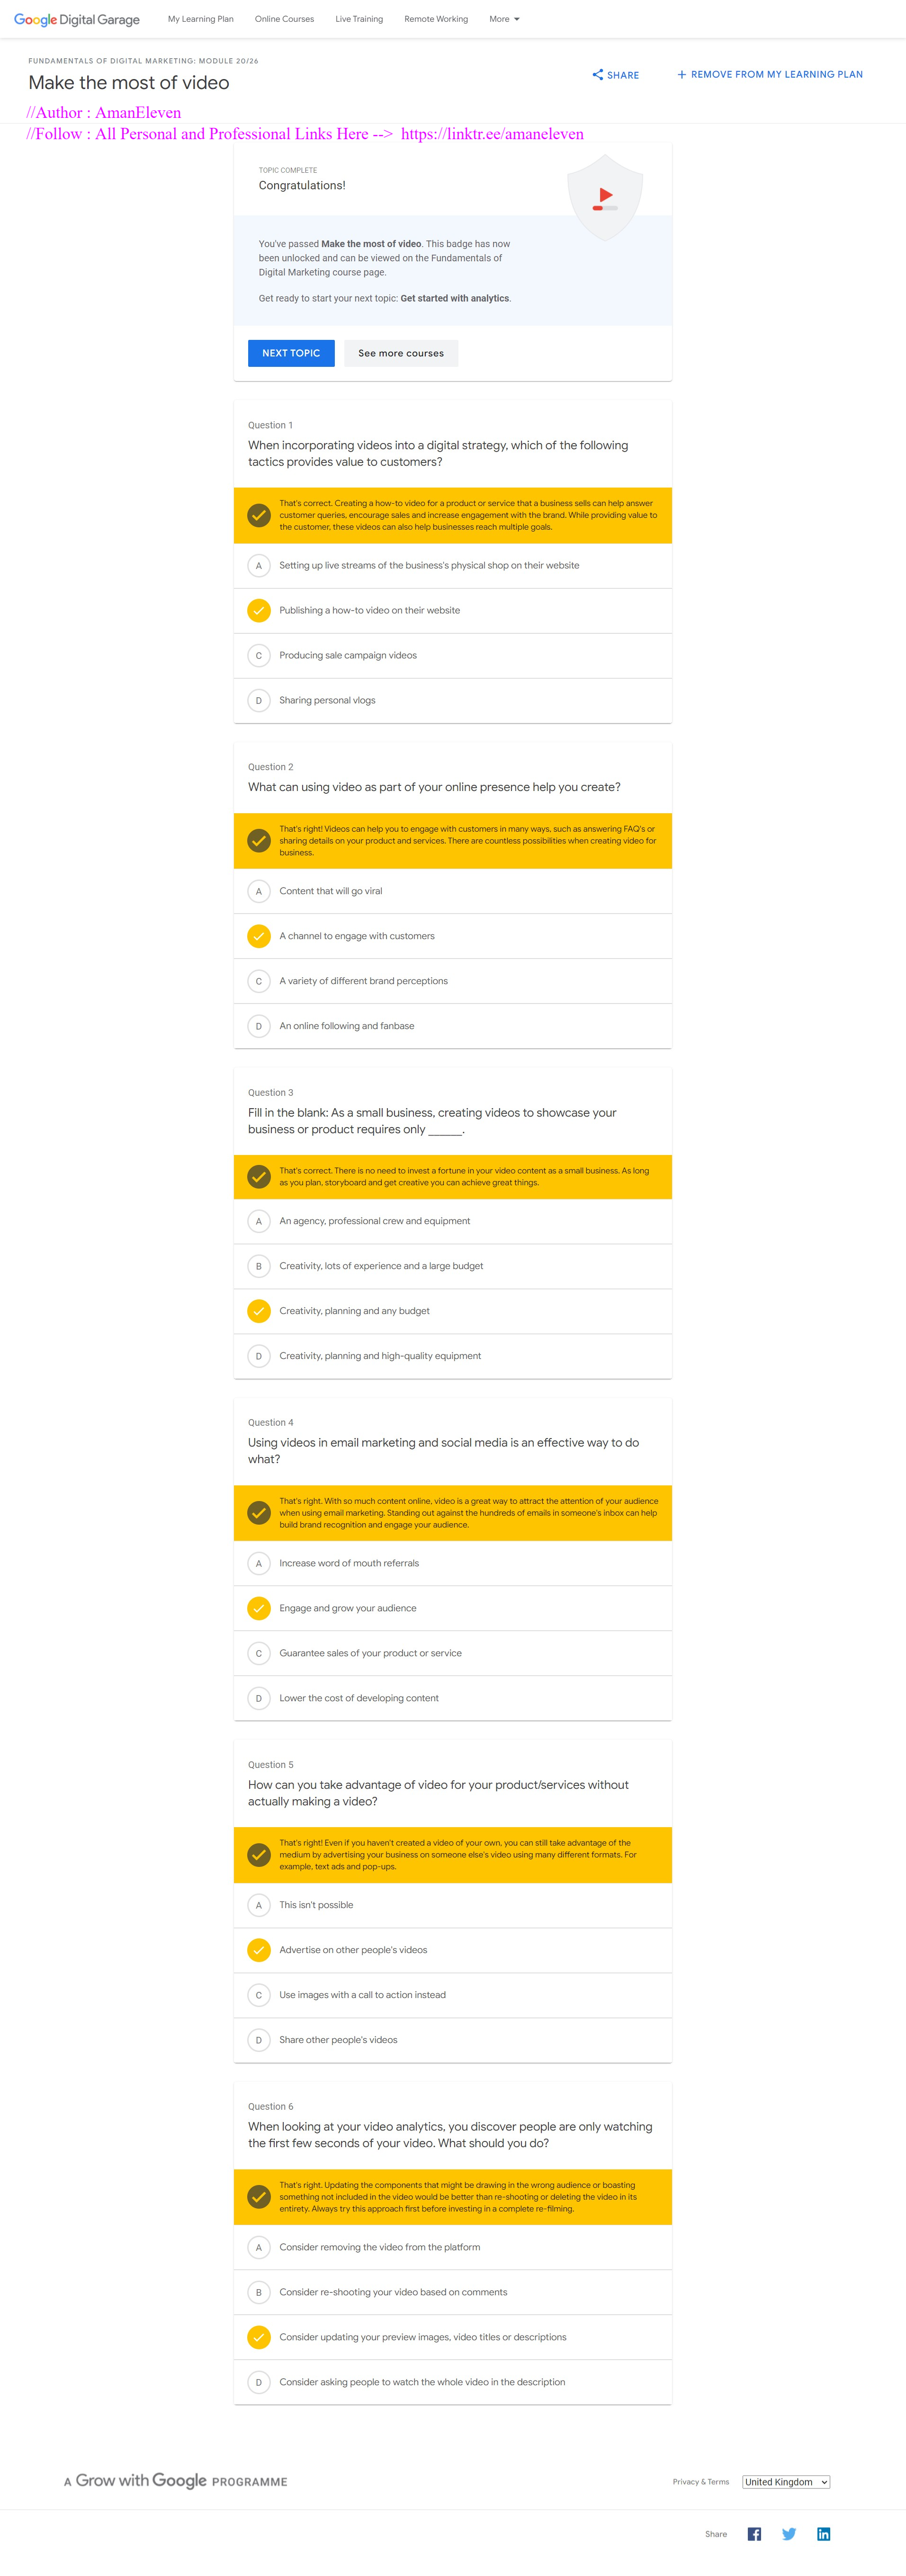 Google Digital Garage My Learning Plan Online Courses Live Training Remote Working More
FUNDAMENTALS OF DIGITAL MARKETING: MODULE 20/26
Make the most of video
SHARE + REMOVE FROM MY LEARNING PLAN
//Author : AmanEleven
//Follow : All Personal and Professional Links Here --> https://linktr.ee/amaneleven
TOPIC COMPLETE
Congratulations!
You've passed Make the most of video. This badge has now
been unlocked and can be viewed on the Fundamentals of
Digital Marketing course page.
Get ready to start your next topic: Get started with analytics.
NEXT TOPIC See more courses
Question 1
When incorporating videos into a digital strategy, which of the following
tactics provides value to customers?
That's correct. Creating a how-to video for a product or service that a business sells can help answer
customer queries, encourage sales and increase engagement with the brand. While providing value to
the customer, these videos can also help businesses reach multiple goals.
A Setting up live streams of the business's physical shop on their website
Publishing a how-to video on their website
C Producing sale campaign videos
D Sharing personal vlogs
Question 2
What can using video as part of your online presence help you create?
That's right! Videos can help you to engage with customers in many ways, such as answering FAQ's or
sharing details on your product and services. There are countless possibilities when creating video for
business.
A Content that will go viral
A channel to engage with customers
C A variety of different brand perceptions
D An online following and fanbase
Question 3
Fill in the blank: As a small business, creating videos to showcase your
business or product requires only ______.
That's correct. There is no need to invest a fortune in your video content as a small business. As long
as you plan, storyboard and get creative you can achieve great things.
A An agency, professional crew and equipment
B Creativity, lots of experience and a large budget
Creativity, planning and any budget
D Creativity, planning and high-quality equipment
Question 4
Using videos in email marketing and social media is an effective way to do
what?
That's right. With so much content online, video is a great way to attract the attention of your audience
when using email marketing. Standing out against the hundreds of emails in someone's inbox can help
build brand recognition and engage your audience.
A Increase word of mouth referrals
Engage and grow your audience
C Guarantee sales of your product or service
D Lower the cost of developing content
Question 5
How can you take advantage of video for your product/services without
actually making a video?
That's right! Even if you haven't created a video of your own, you can still take advantage of the
medium by advertising your business on someone else's video using many different formats. For
example, text ads and pop-ups.
A This isn't possible
Advertise on other people's videos
C Use images with a call to action instead
D Share other people's videos
Question 6
When looking at your video analytics, you discover people are only watching
the first few seconds of your video. What should you do?
That's right. Updating the components that might be drawing in the wrong audience or boasting
something not included in the video would be better than re-shooting or deleting the video in its
entirety. Always try this approach first before investing in a complete re-filming.
A Consider removing the video from the platform
B Consider re-shooting your video based on comments
Consider updating your preview images, video titles or descriptions
D Consider asking people to watch the whole video in the description
A Grow with Google PROGRAMME Privacy & Terms United Kingdom
Share